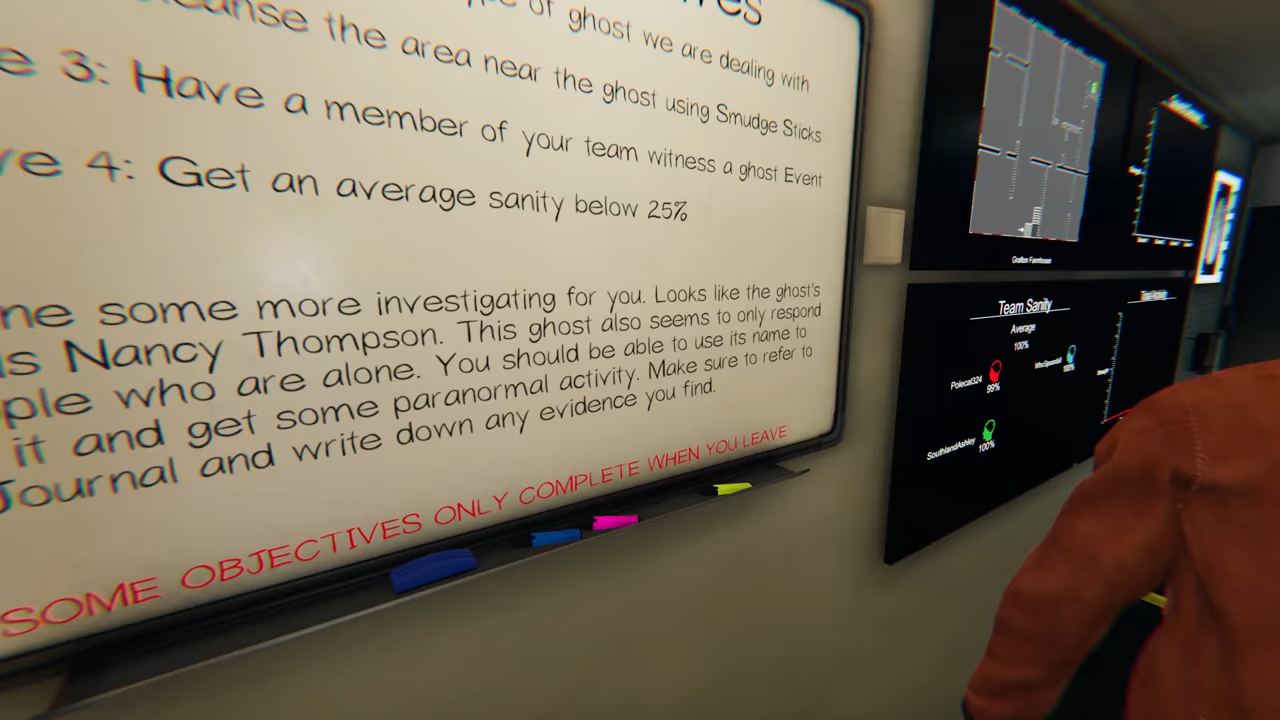 of ghost we are dealing with
the area near the ghost using Smudge Sticks
3: Have a member of your team witness a ghost Event
4: Get an average sanity below 25%
some more investigating for you. Looks like the ghost's
Nancy Thompson. This ghost also seems to only respond
who are alone. You should be able to use its name to
it and get some paranormal activity. Make sure to refer to
Journal and write down any evidence you find.
SOME OBJECTIVES ONLY COMPLETE WHEN YOU LEAVE
Grafton Farmhouse
Team Sanity
Average
100%
Polecat324
99%
100%
SouthlandAshley
100%